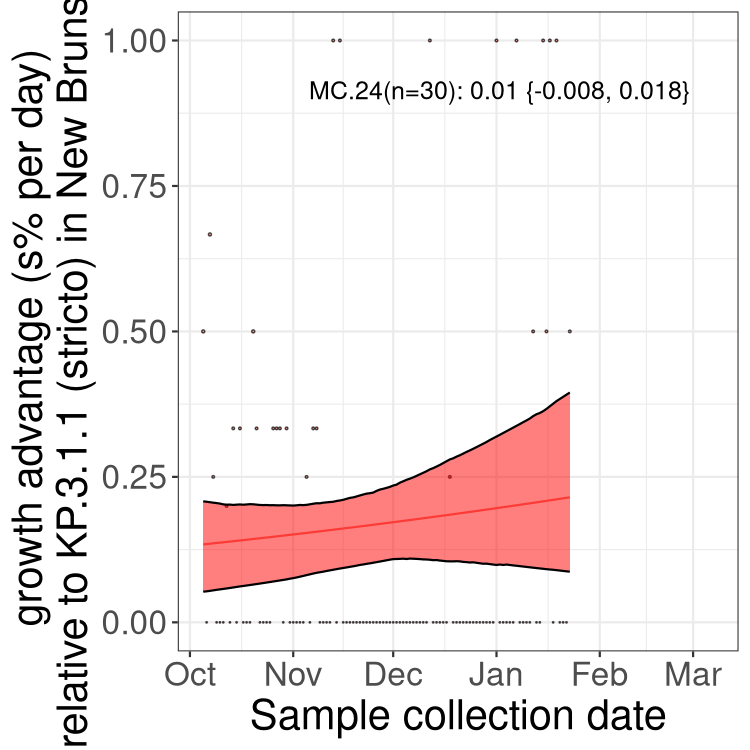 growth advantage (s% per day)
relative to KP.3.1.1 (stricto) in New Bruns
1.00
0.75
0.50
0.25
0.00
MC.24(n=30): 0.01 {-0.008, 0.018}
Oct Nov Dec Jan Feb Mar
Sample collection date